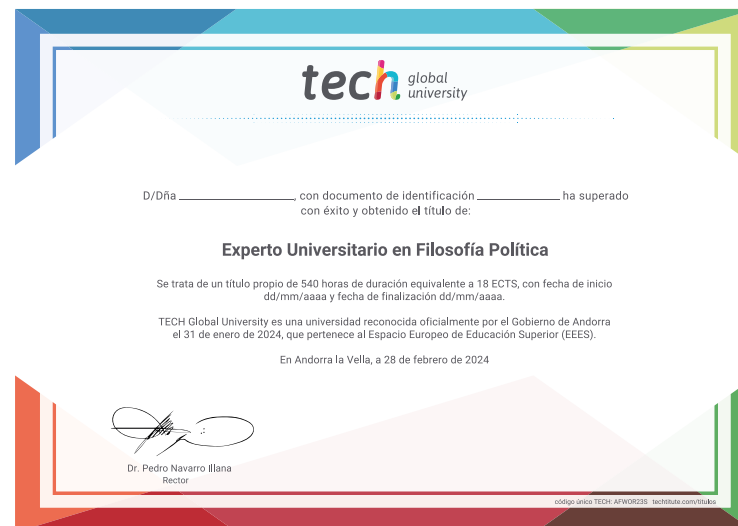 tech global university
D/Dña ____________________, con documento de identificación ______________ ha superado
con éxito y obtenido el título de:
Experto Universitario en Filosofía Política
Se trata de un título propio de 540 horas de duración equivalente a 18 ECTS, con fecha de inicio
dd/mm/aaaa y fecha de finalización dd/mm/aaaa.
TECH Global University es una universidad reconocida oficialmente por el Gobierno de Andorra
el 31 de enero de 2024, que pertenece al Espacio Europeo de Educación Superior (EEES).
En Andorra la Vella, a 28 de febrero de 2024
Dr. Pedro Navarro Illana
Rector
código único TECH: AFWOR23S techtitute.com/títulos